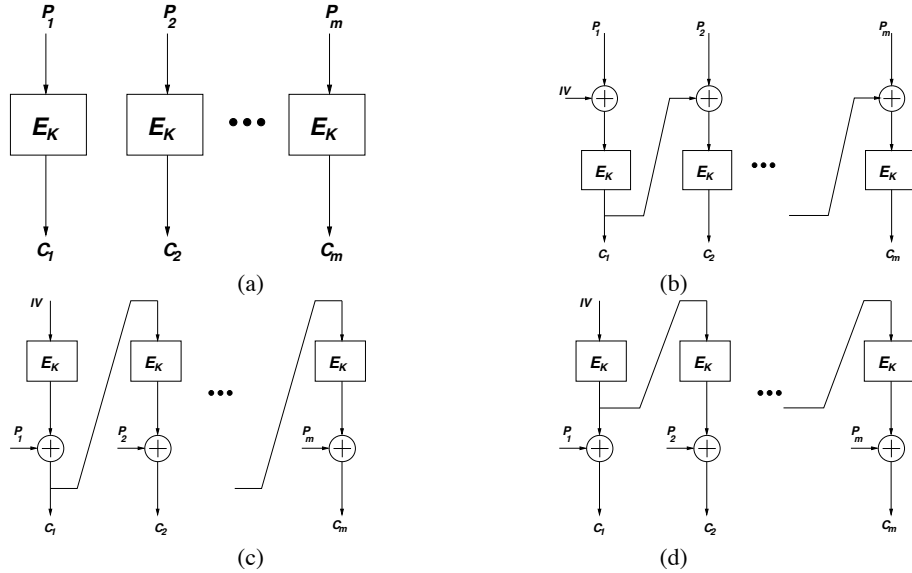 P1 P2 Pm
EK EK EK
C1 C2 Cm
(a)
P1 P2 Pm
IV
EK EK EK
C1 C2 Cm
(b)
IV
EK EK EK
P1 P2 Pm
C1 C2 Cm
(c)
IV
EK EK EK
P1 P2 Pm
C1 C2 Cm
(d)